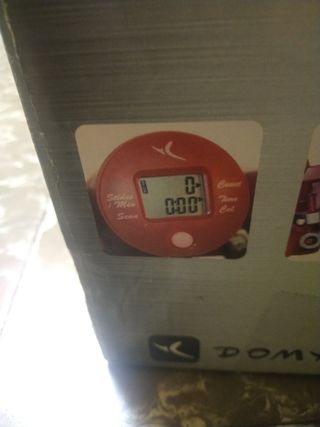 0
0:00
Strides
/ Min
Scan
Count
Time
Cal
DOMY